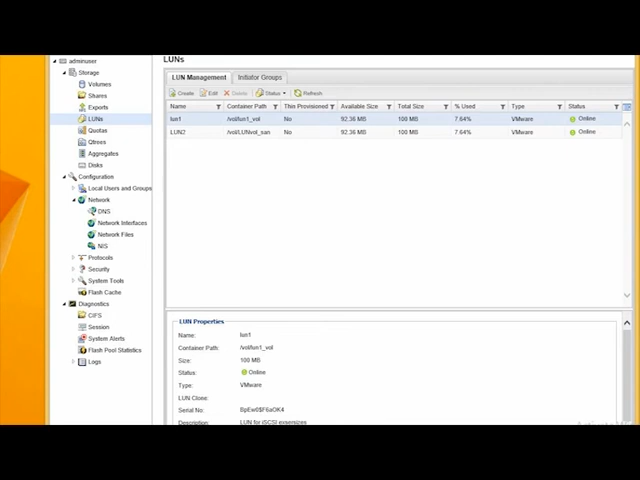 adminuser
Storage
Volumes
Shares
Exports
LUNs
Quotas
Qtrees
Aggregates
Disks
Configuration
Local Users and Groups
Network
DNS
Network Interfaces
Network Files
NIS
Protocols
Security
System Tools
Flash Cache
Diagnostics
CIFS
Session
System Alerts
Flash Pool Statistics
Logs
LUNs
LUN Management Initiator Groups
Create Edit Delete Status Refresh
Name Container Path Thin Provisioned Available Size Total Size % Used Type Status
lun1 /vol/lun1_vol No 92.36 MB 100 MB 7.64% VMware Online
LUN2 /vol/LUNvol_san No 92.36 MB 100 MB 7.64% VMware Online
LUN Properties
Name: lun1
Container Path: /vol/lun1_vol
Size: 100 MB
Status: Online
Type: VMware
LUN Clone:
Serial No: BpEw0$F6aOK4
Description: LUN for iSCSI exsersizes